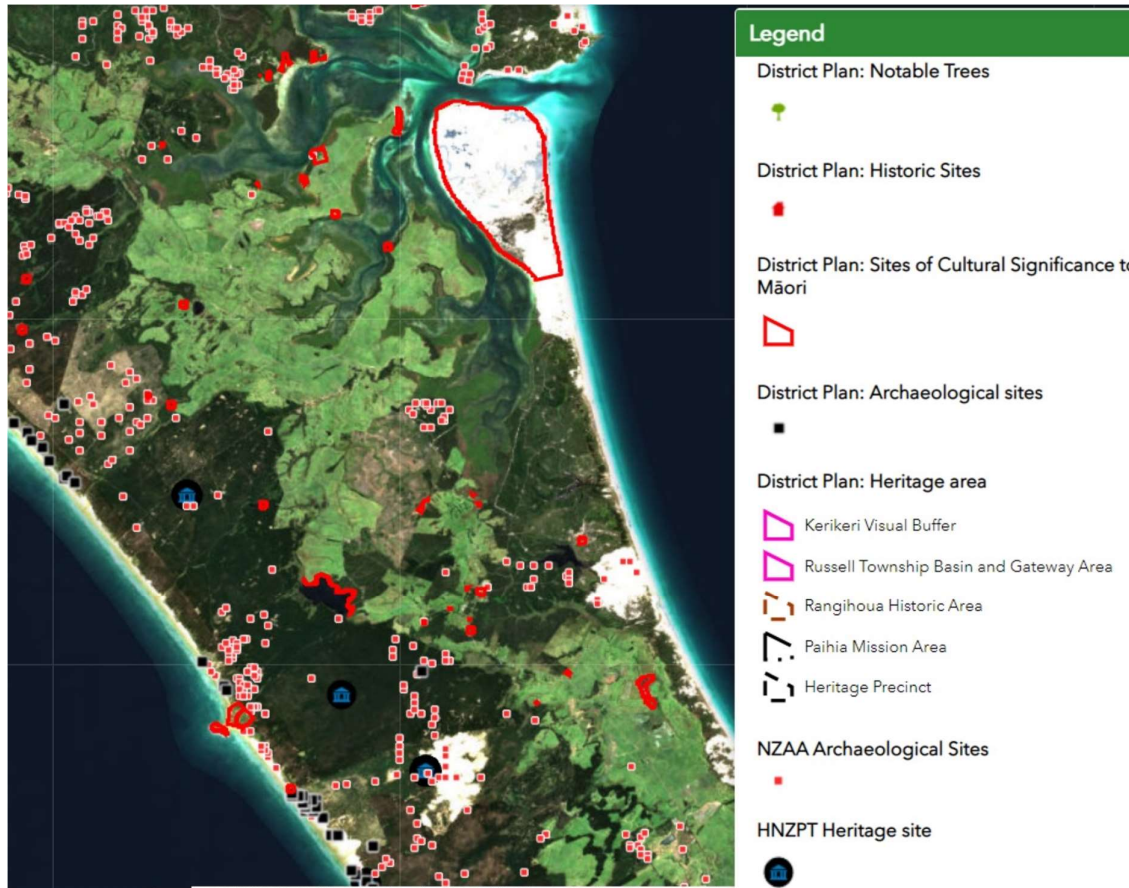 Legend
District Plan: Notable Trees
District Plan: Historic Sites
District Plan: Sites of Cultural Significance to
Māori
District Plan: Archaeological sites
District Plan: Heritage area
Kerikeri Visual Buffer
Russell Township Basin and Gateway Area
Rangihoua Historic Area
Paihia Mission Area
Heritage Precinct
NZAA Archaeological Sites
HNZPT Heritage site